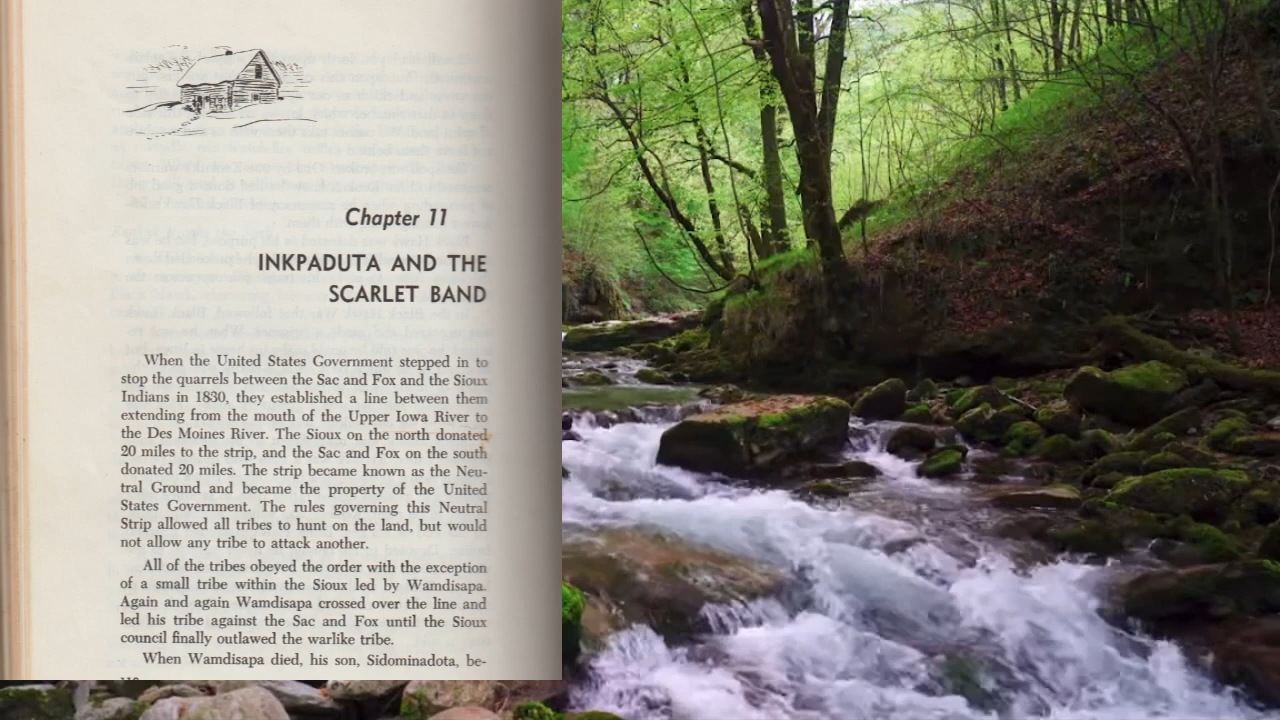 Chapter 11
INKPADUTA AND THE
SCARLET BAND
When the United States Government stepped in to
stop the quarrels between the Sac and Fox and the Sioux
Indians in 1830, they established a line between them
extending from the mouth of the Upper Iowa River to
the Des Moines River. The Sioux on the north donated
20 miles to the strip, and the Sac and Fox on the south
donated 20 miles. The strip became known as the Neu-
tral Ground and became the property of the United
States Government. The rules governing this Neutral
Strip allowed all tribes to hunt on the land, but would
not allow any tribe to attack another.
All of the tribes obeyed the order with the exception
of a small tribe within the Sioux led by Wamdisapa.
Again and again Wamdisapa crossed over the line and
led his tribe against the Sac and Fox until the Sioux
council finally outlawed the warlike tribe.
When Wamdisapa died, his son, Sidominadota, be-